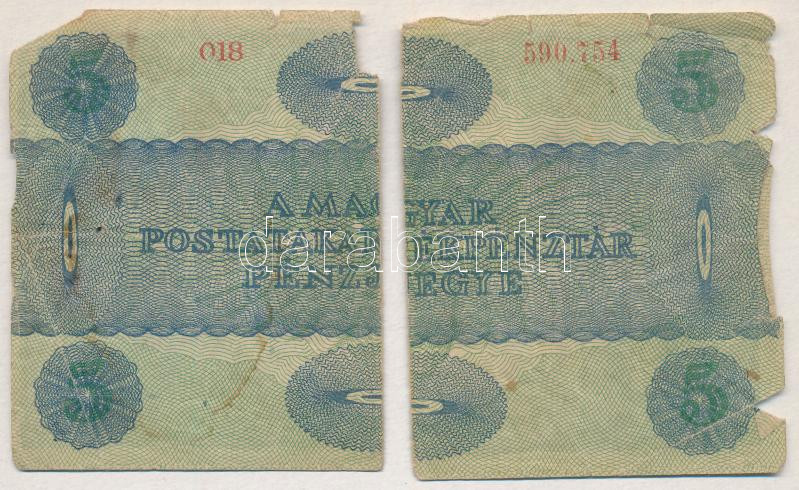 5 018 590.754 5
A MAGYAR
POSTATAKARÉKPÉNZTÁR
PÉNZJEGYE
darabanth
5 5